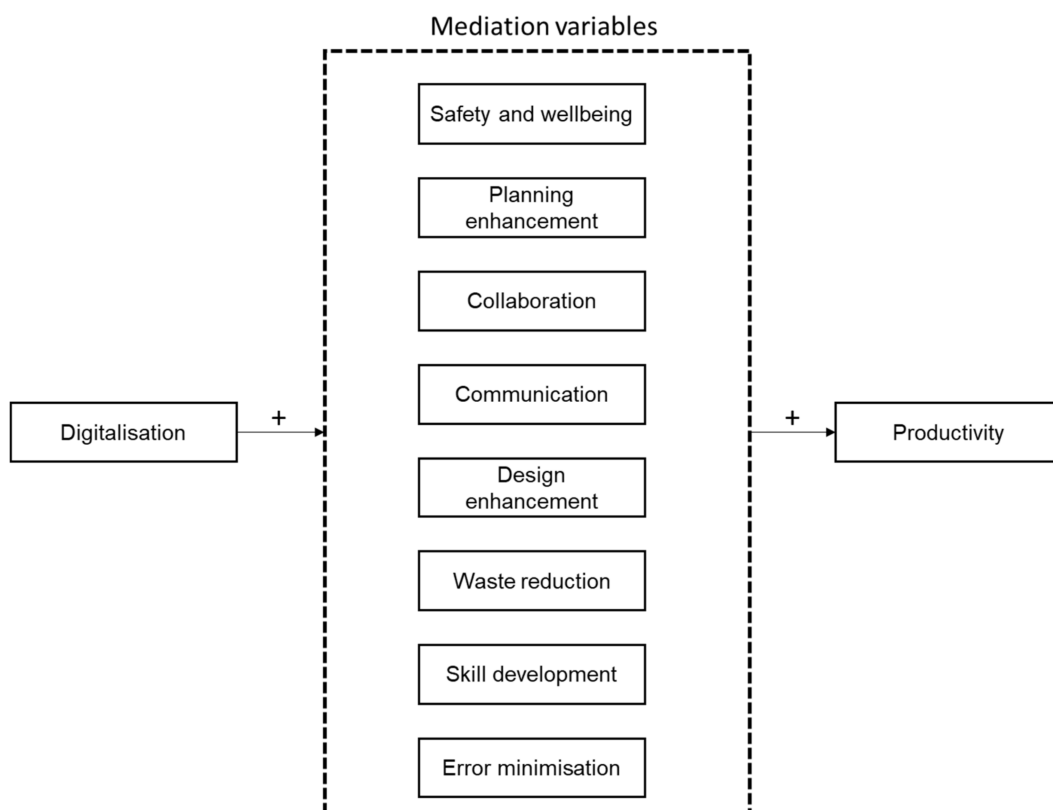 Mediation variables
Safety and wellbeing
Planning
enhancement
Collaboration
Communication
Digitalisation
+
+
Productivity
Design
enhancement
Waste reduction
Skill development
Error minimisation